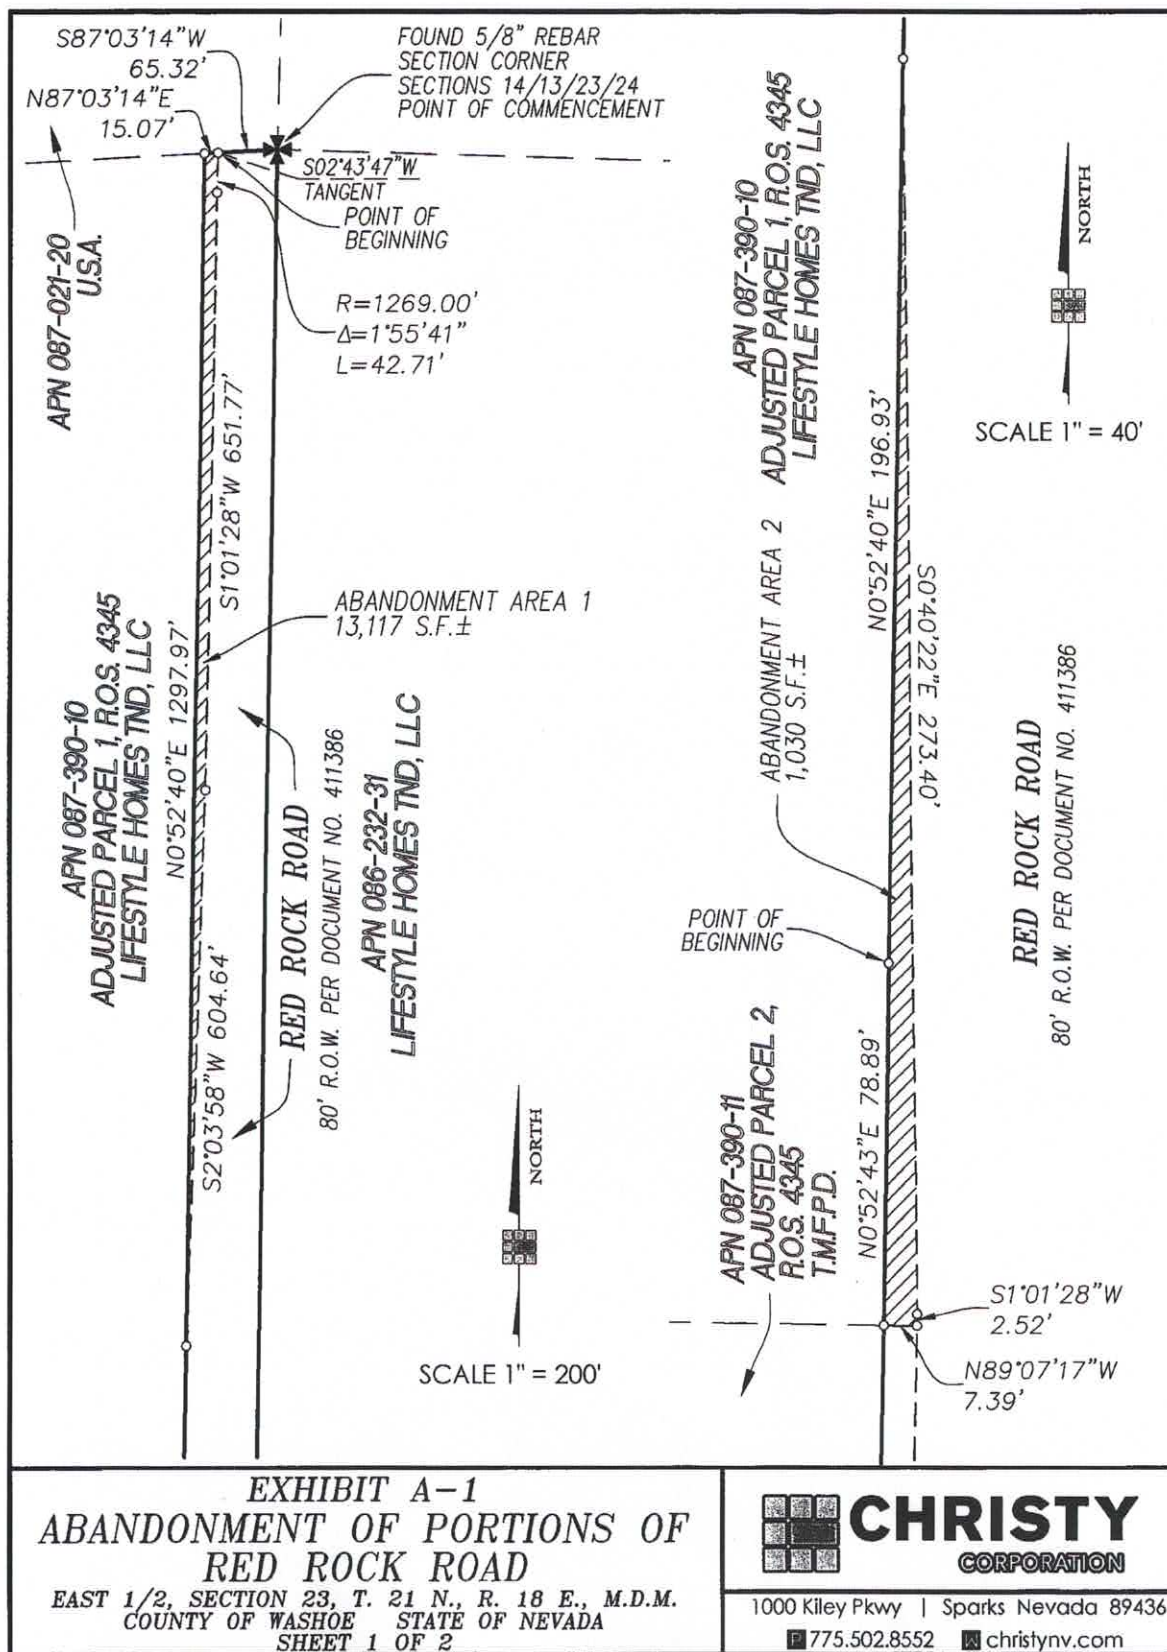 S87°03'14"W
65.32'
N87°03'14"E
15.07'
FOUND 5/8" REBAR
SECTION CORNER
SECTIONS 14/13/23/24
POINT OF COMMENCEMENT
S02°43'47"W
TANGENT
POINT OF
BEGINNING
R=1269.00'
Δ=1°55'41"
L=42.71'
APN 087-021-20
U.S.A.
S1°01'28"W 651.77'
ABANDONMENT AREA 1
13,117 S.F.±
APN 087-390-10
ADJUSTED PARCEL 1, R.O.S. 4345
LIFESTYLE HOMES TND, LLC
N0°52'40"E 1297.97'
S2°03'58"W 604.64'
RED ROCK ROAD
80' R.O.W. PER DOCUMENT NO. 411386
APN 086-232-31
LIFESTYLE HOMES TND, LLC
NORTH
SCALE 1" = 200'
APN 087-390-10
ADJUSTED PARCEL 1, R.O.S. 4345
LIFESTYLE HOMES TND, LLC
NORTH
SCALE 1" = 40'
N0°52'40"E 196.93'
ABANDONMENT AREA 2
1,030 S.F.±
S0°40'22"E 273.40'
RED ROCK ROAD
80' R.O.W. PER DOCUMENT NO. 411386
POINT OF
BEGINNING
N0°52'43"E 78.89'
APN 087-390-11
ADJUSTED PARCEL 2,
R.O.S. 4345
T.M.F.P.D.
S1°01'28"W
2.52'
N89°07'17"W
7.39'
EXHIBIT A-1
ABANDONMENT OF PORTIONS OF
RED ROCK ROAD
EAST 1/2, SECTION 23, T. 21 N., R. 18 E., M.D.M.
COUNTY OF WASHOE STATE OF NEVADA
SHEET 1 OF 2
CHRISTY
CORPORATION
1000 Kiley Pkwy | Sparks Nevada 89436
P 775.502.8552 W christynv.com